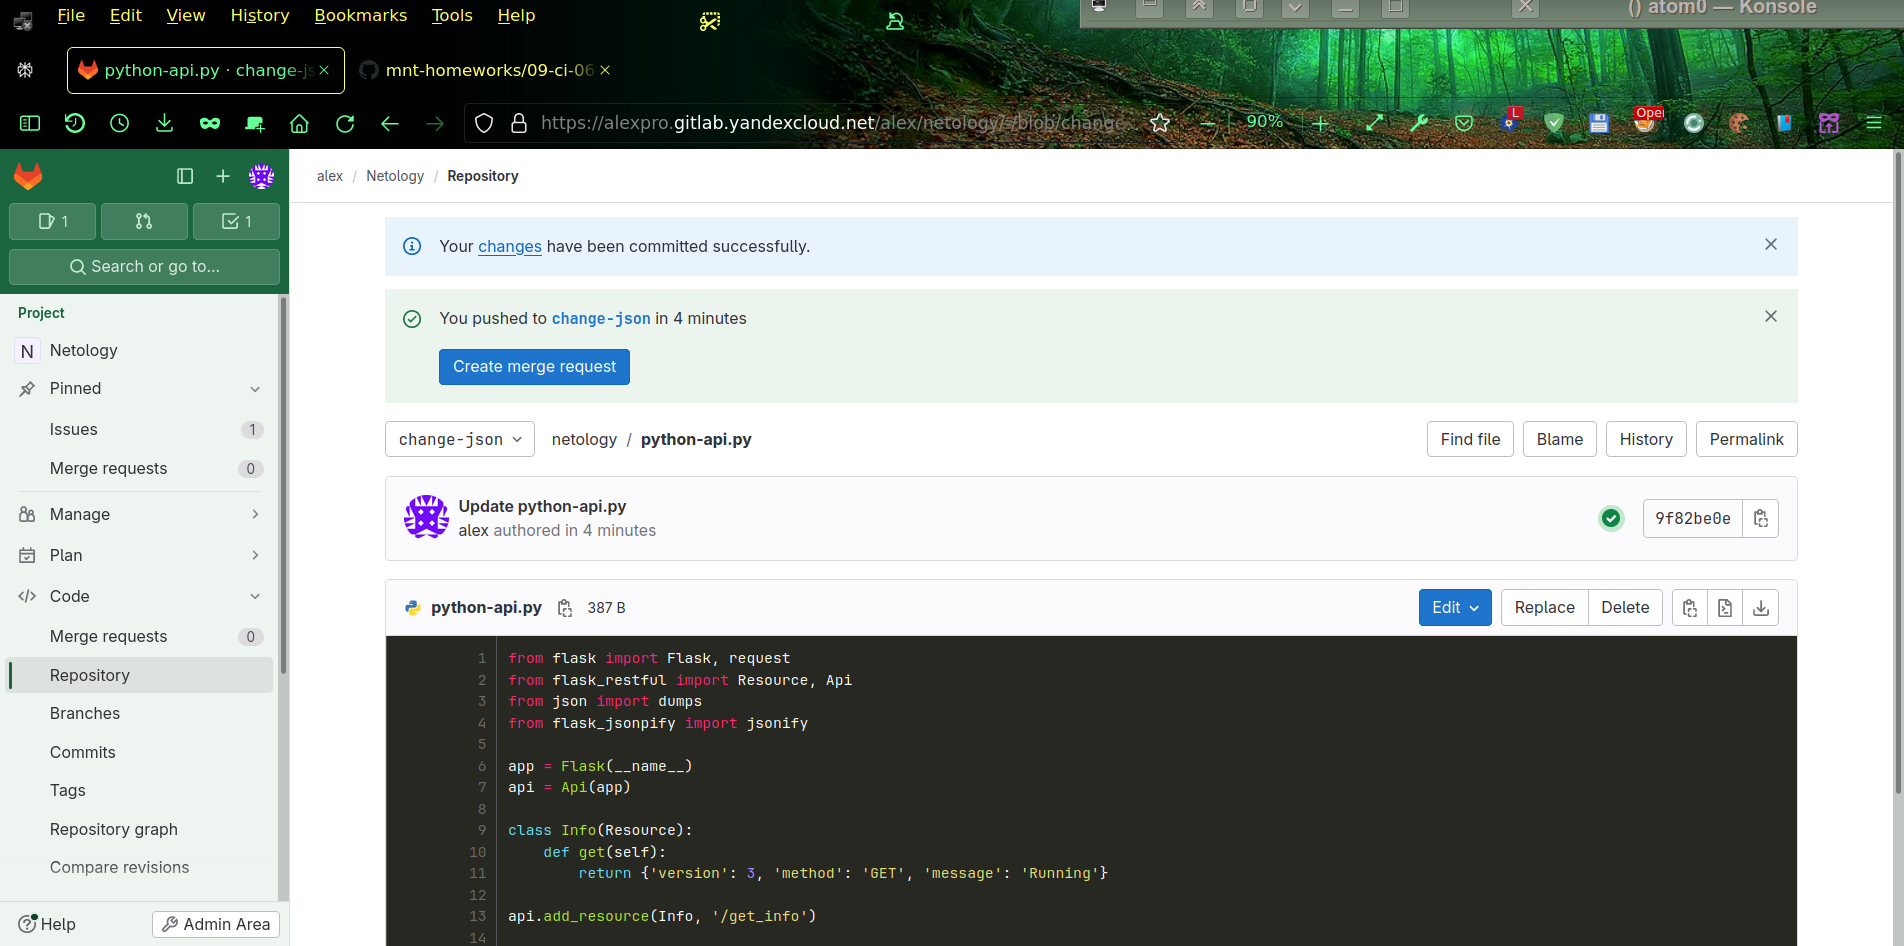 File Edit View History Bookmarks Tools Help
() atom0 — Konsole
python-api.py · change-js
mnt-homeworks/09-ci-06
https://alexpro.gitlab.yandexcloud.net/alex/netology/-/blob/change-
90%
L
Oper
1
1
Search or go to...
Project
N Netology
Pinned
Issues 1
Merge requests 0
Manage
Plan
Code
Merge requests 0
Repository
Branches
Commits
Tags
Repository graph
Compare revisions
Help
Admin Area
alex / Netology / Repository
Your changes have been committed successfully.
You pushed to change-json in 4 minutes
Create merge request
change-json
netology / python-api.py
Find file
Blame
History
Permalink
Update python-api.py
alex authored in 4 minutes
9f82be0e
python-api.py 387 B
Edit
Replace
Delete
1 from flask import Flask, request
2 from flask_restful import Resource, Api
3 from json import dumps
4 from flask_jsonpify import jsonify
5
6 app = Flask(__name__)
7 api = Api(app)
8
9 class Info(Resource):
10     def get(self):
11         return {'version': 3, 'method': 'GET', 'message': 'Running'}
12
13 api.add_resource(Info, '/get_info')
14